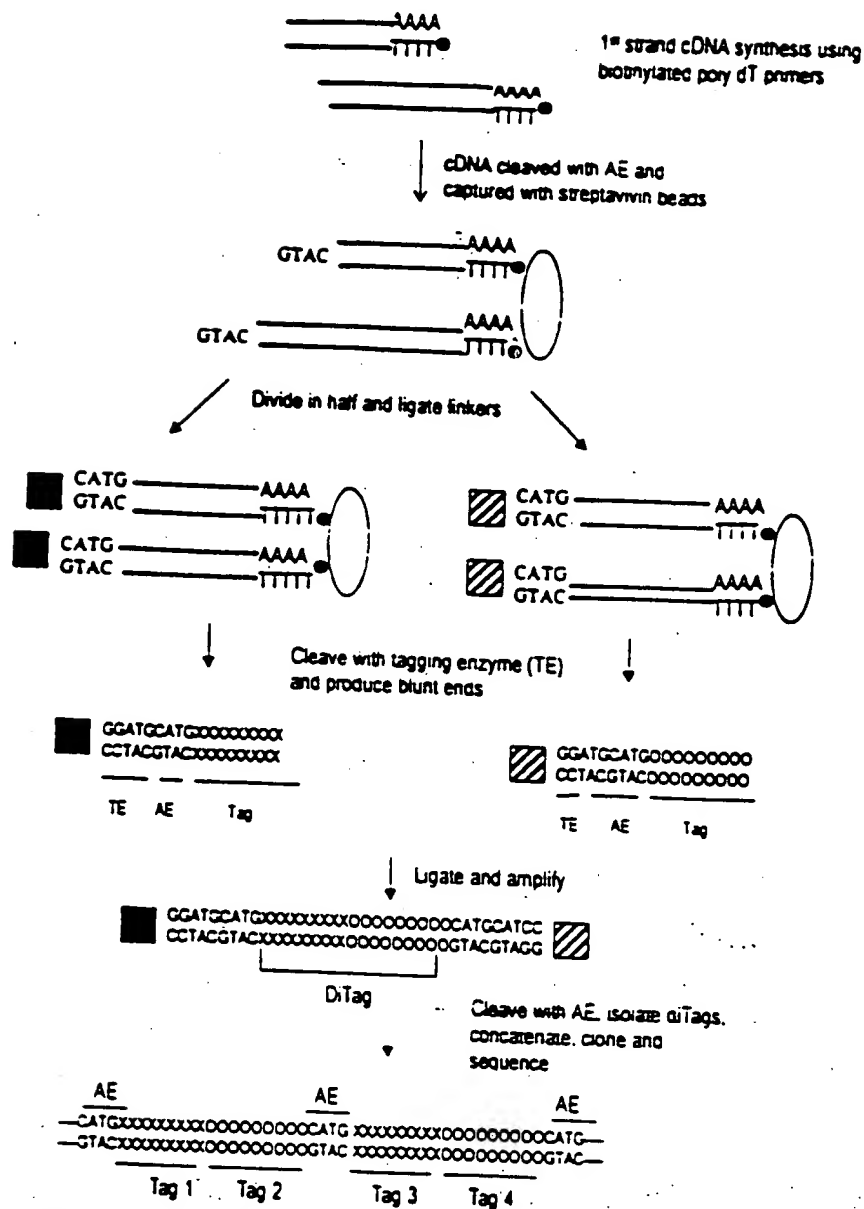 AAAA
TTTT
1st strand cDNA synthesis using
biotinylated poly dT primers
AAAA
TTTT
cDNA cleaved with AE and
captured with streptavivin beads
AAAA
GTAC
TTTT
AAAA
GTAC
TTTT
Divide in half and ligate linkers
CATG
AAAA
GTAC
TTTT
CATG
AAAA
GTAC
TTTT
CATG
AAAA
GTAC
TTTT
CATG
AAAA
GTAC
TTTT
Cleave with tagging enzyme (TE)
and produce blunt ends
GGATGCATGXXXXXXXXX
CCTACGTACXXXXXXXXX
TE AE Tag
GGATGCATGOOOOOOOOO
CCTACGTACOOOOOOOOO
TE AE Tag
Ligate and amplify
GGATGCATGXXXXXXXXXOOOOOOOOOCATGCATCC
CCTACGTACXXXXXXXXXOOOOOOOOOGTACGTAGG
DiTag
Cleave with AE, isolate diTags,
concatenate, clone and
sequence
AE AE AE
CATGXXXXXXXXXOOOOOOOOOCATGXXXXXXXXXOOOOOOOOOCATG
GTACXXXXXXXXXOOOOOOOOOGTACXXXXXXXXXOOOOOOOOOGTAC
Tag 1 Tag 2 Tag 3 Tag 4